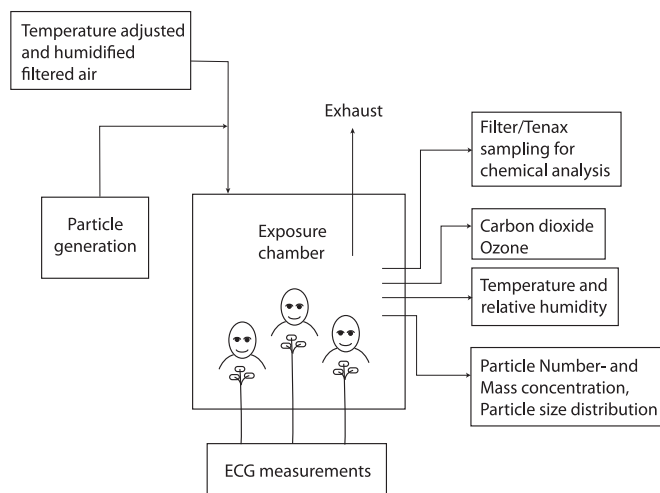 Temperature adjusted
and humidified
filtered air
Exhaust
Filter/Tenax
sampling for
chemical analysis
Particle
generation
Exposure
chamber
Carbon dioxide
Ozone
Temperature and
relative humidity
Particle Number- and
Mass concentration,
Particle size distribution
ECG measurements